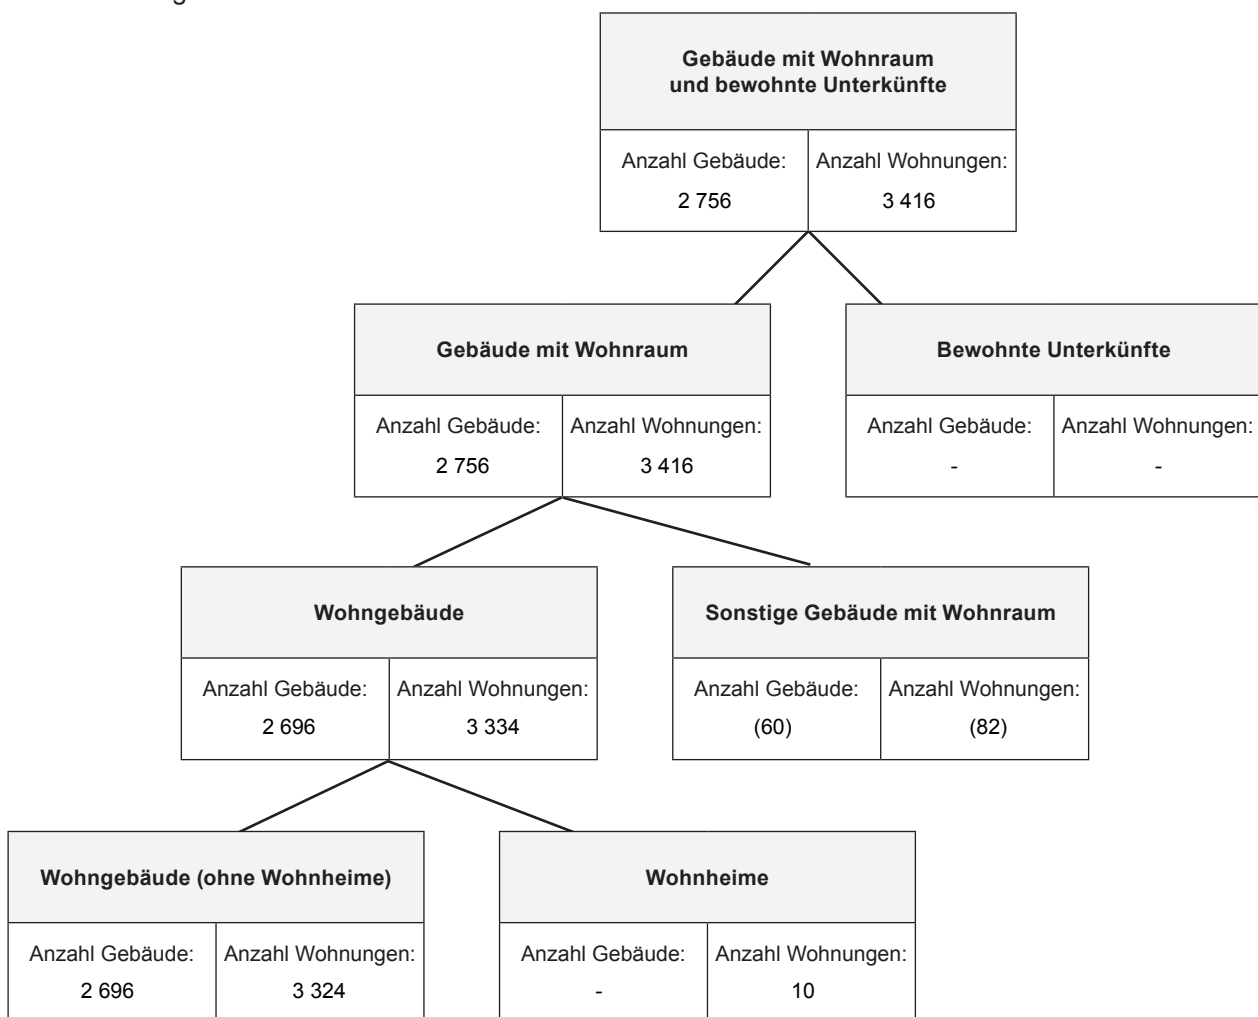 Gebäude mit Wohnraum
und bewohnte Unterkünfte
Anzahl Gebäude: Anzahl Wohnungen:
2 756 3 416
Gebäude mit Wohnraum Bewohnte Unterkünfte
Anzahl Gebäude: Anzahl Wohnungen: Anzahl Gebäude: Anzahl Wohnungen:
2 756 3 416 - -
Wohngebäude Sonstige Gebäude mit Wohnraum
Anzahl Gebäude: Anzahl Wohnungen: Anzahl Gebäude: Anzahl Wohnungen:
2 696 3 334 (60) (82)
Wohngebäude (ohne Wohnheime) Wohnheime
Anzahl Gebäude: Anzahl Wohnungen: Anzahl Gebäude: Anzahl Wohnungen:
2 696 3 324 - 10